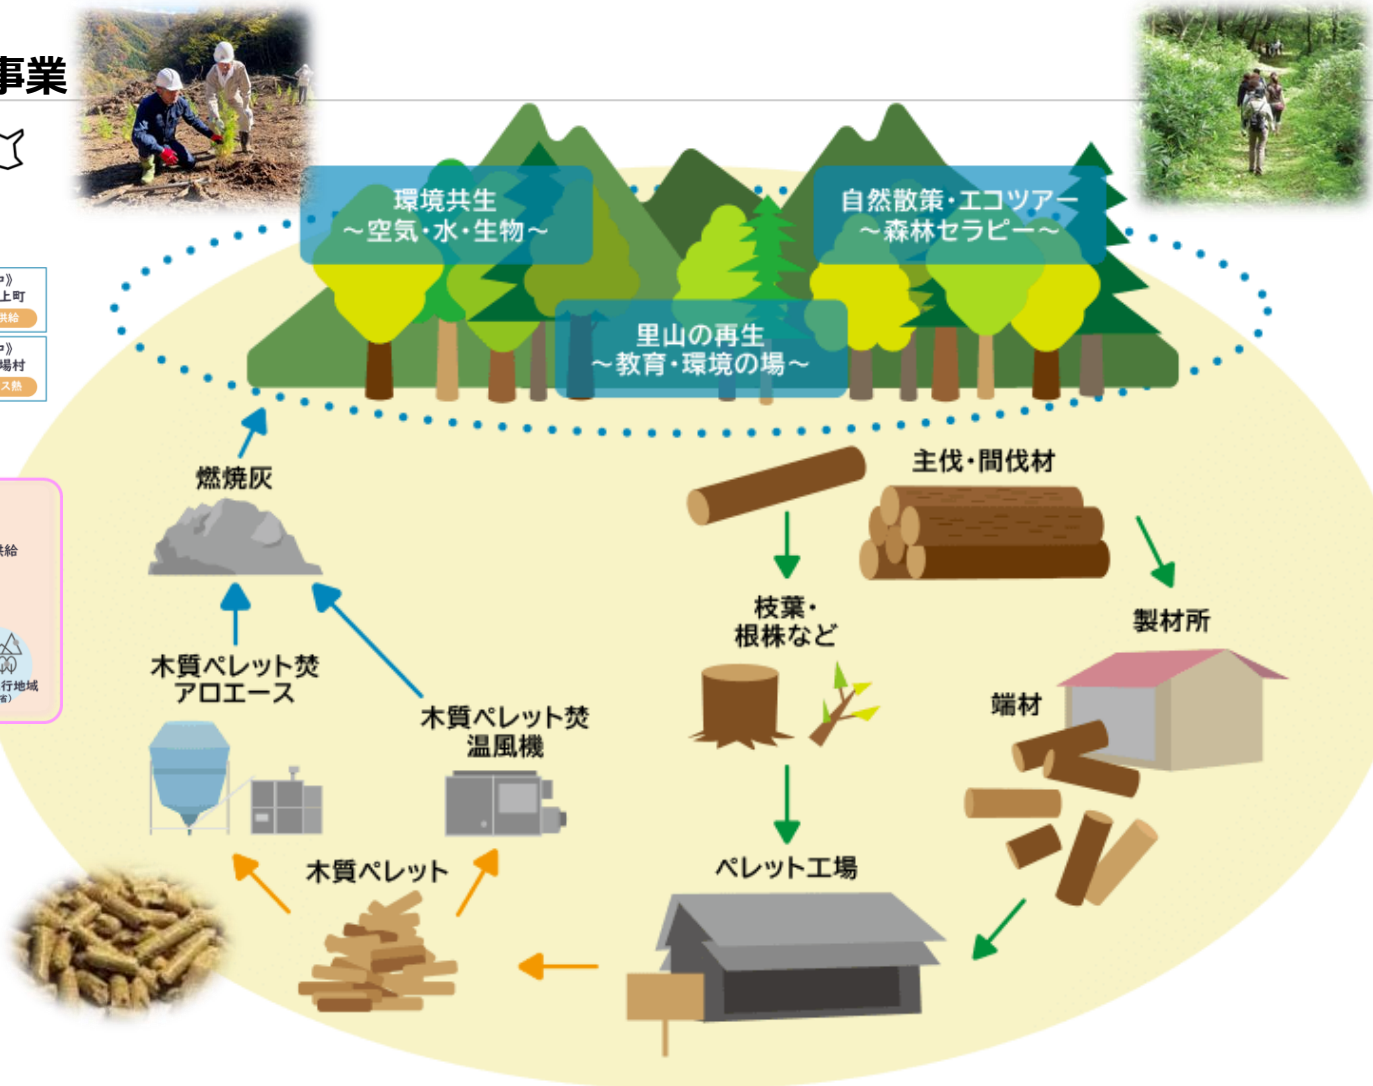 事業
環境共生
～空気・水・生物～
自然散策・エコツアー
～森林セラピー～
里山の再生
～教育・環境の場～
上町
供給
場村
ス熱
供給
行地域
燃焼灰
主伐・間伐材
枝葉・
根株など
製材所
端材
木質ペレット焚
アロエース
木質ペレット焚
温風機
木質ペレット
ペレット工場